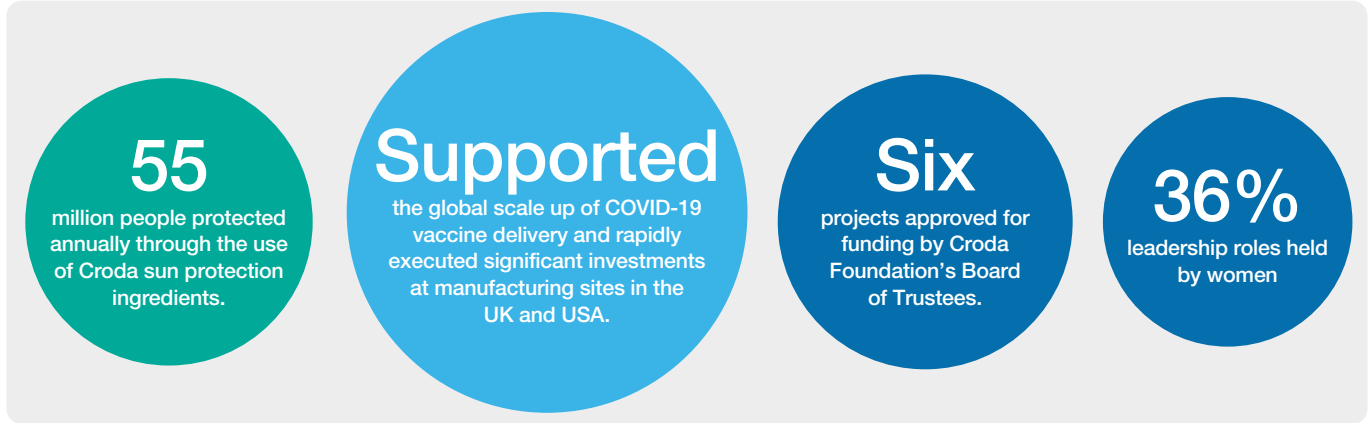 55
million people protected
annually through the use
of Croda sun protection
ingredients.
Supported
the global scale up of COVID-19
vaccine delivery and rapidly
executed significant investments
at manufacturing sites in the
UK and USA.
Six
projects approved for
funding by Croda
Foundation’s Board
of Trustees.
36%
leadership roles held
by women